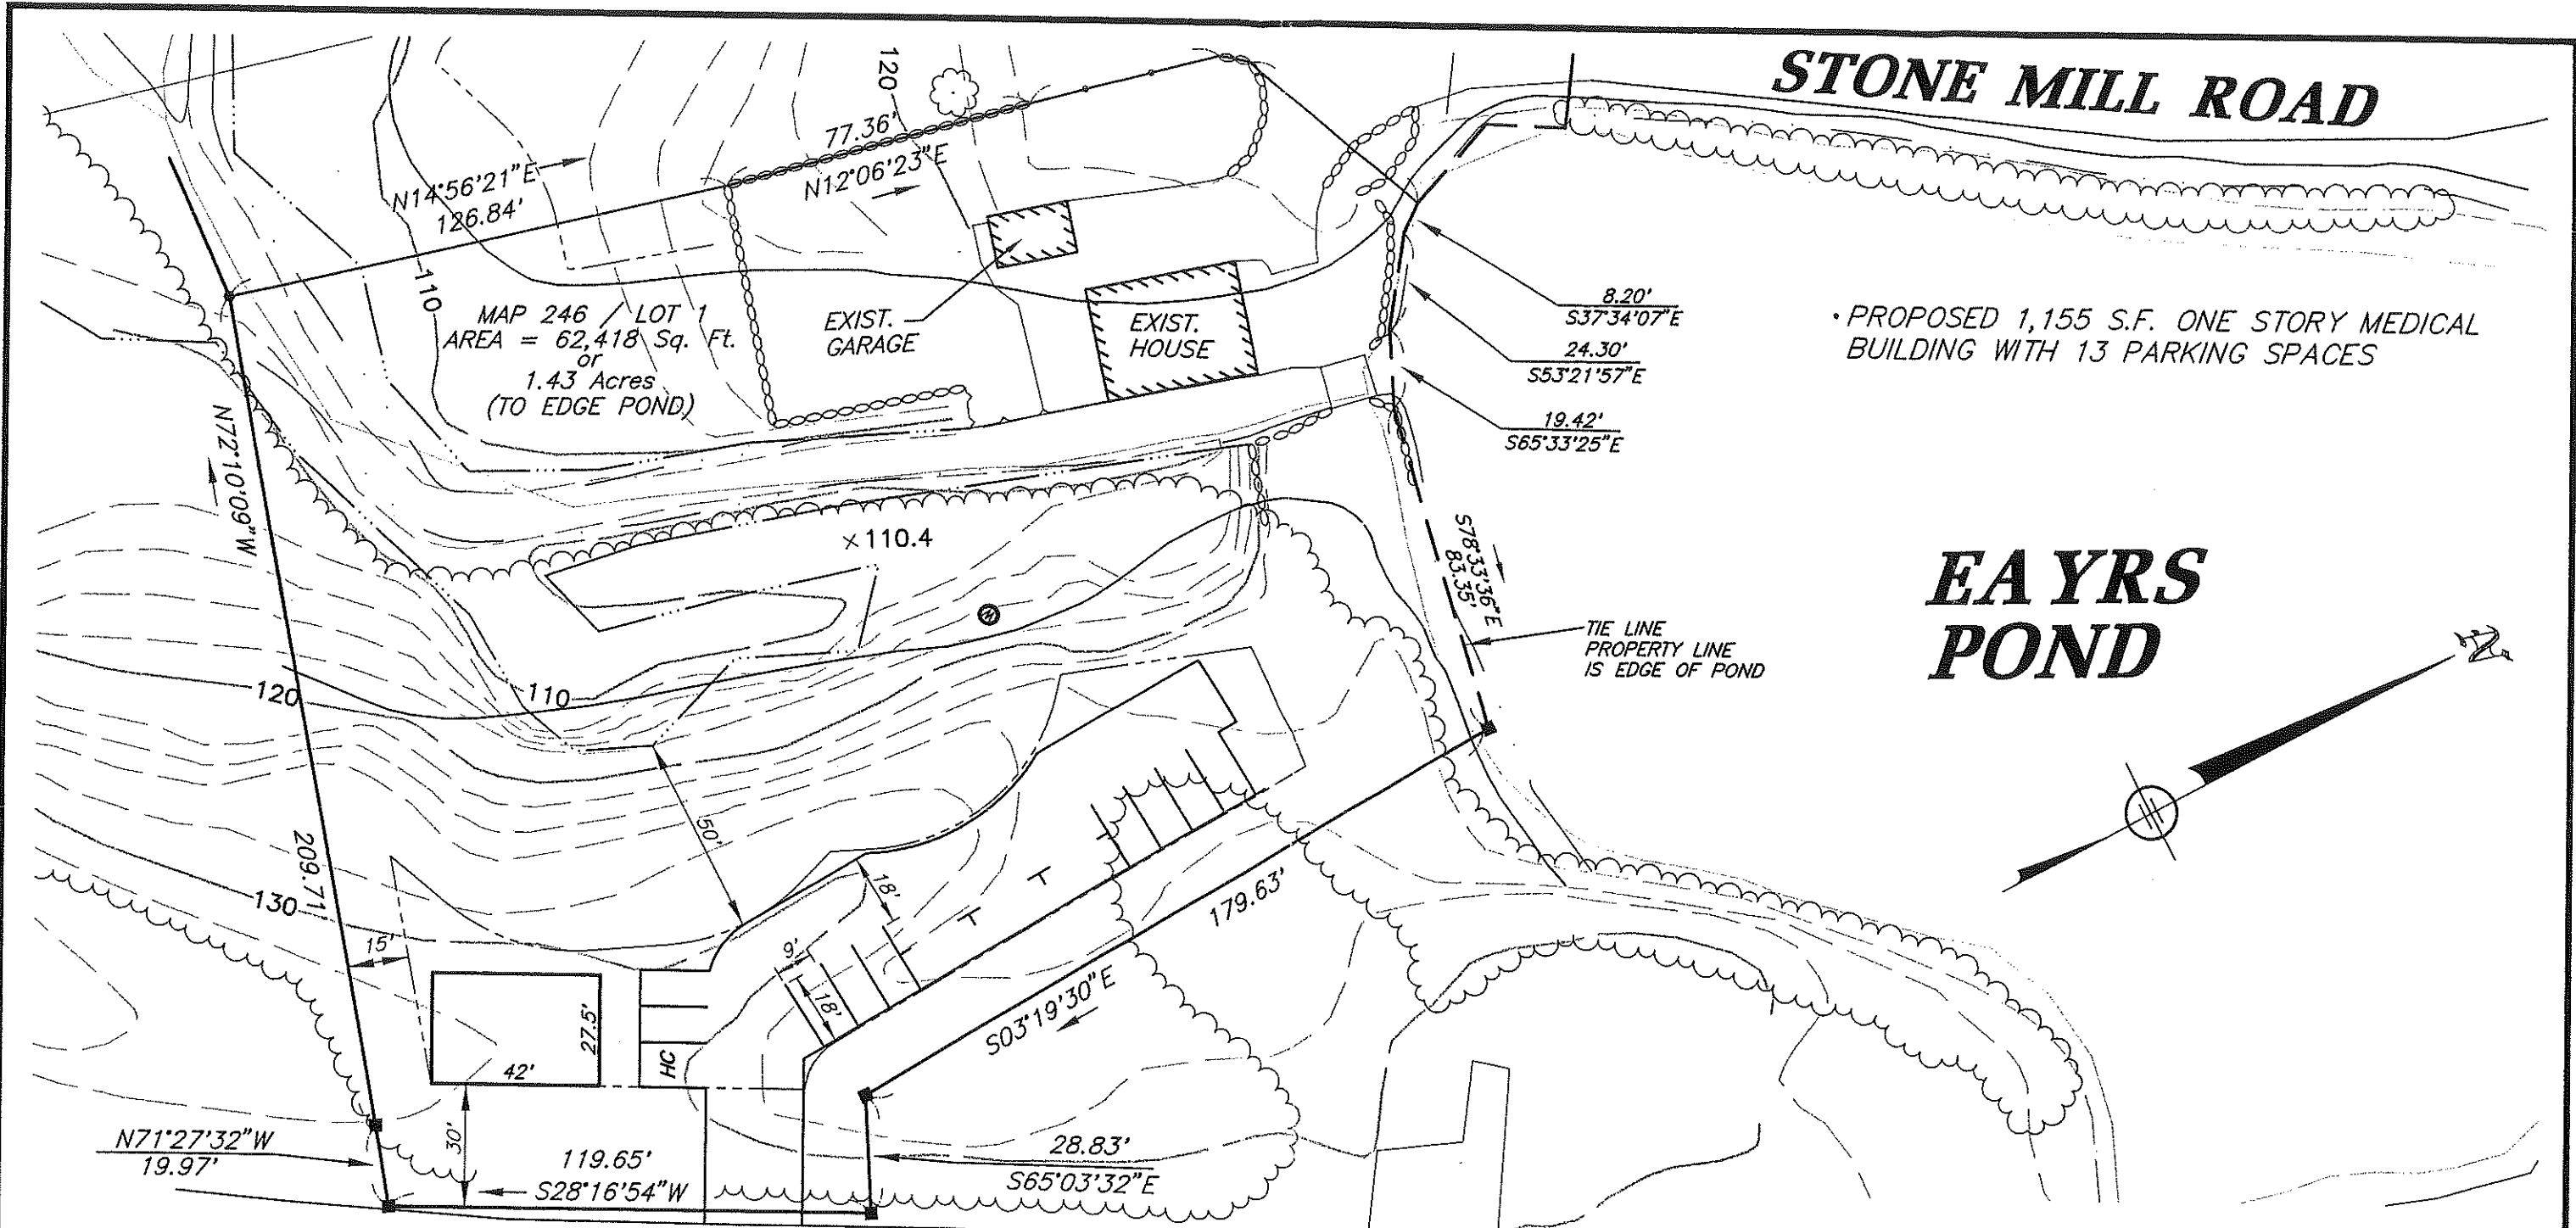 STONE MILL ROAD
120
77.36'
N12°06'23"E
N14°56'21"E
126.84'
110
MAP 246 / LOT 1
AREA = 62,418 Sq. Ft.
or
1.43 Acres
(TO EDGE POND)
EXIST.
GARAGE
EXIST.
HOUSE
8.20'
S37°34'07"E
24.30'
S53°21'57"E
19.42'
S65°33'25"E
• PROPOSED 1,155 S.F. ONE STORY MEDICAL
BUILDING WITH 13 PARKING SPACES
N72°10'09"W
209.71'
×110.4
S78°33'36"E
83.35'
TIE LINE
PROPERTY LINE
IS EDGE OF POND
EAYRS
POND
N
120
110
50'
130
15'
18'
9'
18'
27.5'
42'
HC
179.63'
S03°19'30"E
30'
N71°27'32"W
19.97'
119.65'
S28°16'54"W
28.83'
S65°03'32"E